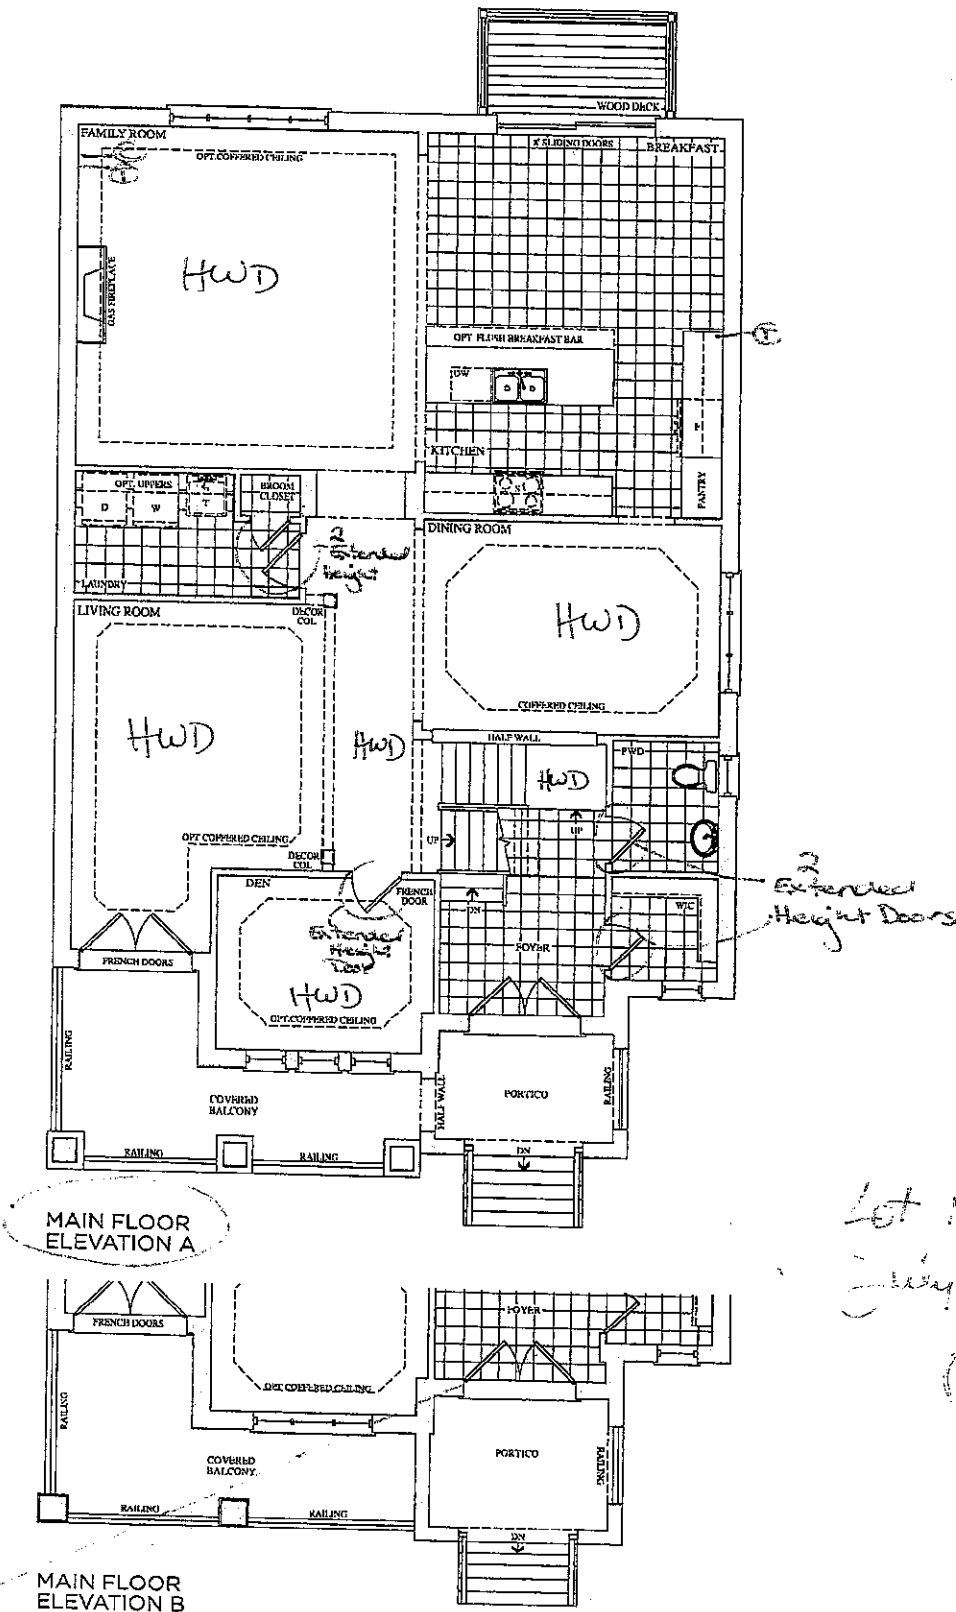 WOOD DECK
FAMILY ROOM
OPT. COFFERED CEILING
8' SLIDING DOORS
BREAKFAST
HWD
GAS FIREPLACE
OPT. FLUSH BREAKFAST BAR
DW
D D
KITCHEN
F
PANTRY
S
OPT. UPPERS
D
W
T
BROOM
CLOSET
LAUNDRY
2
Extended
Height
DINING ROOM
HWD
COFFERED CEILING
LIVING ROOM
DECOR
COL.
HWD
HWD
OPT COFFERED CEILING
DECOR
COL.
HALF WALL
HWD
PWD
UP
UP
DN
2
Extended
Height Doors
WIC
FOYER
DEN
FRENCH
DOOR
Extended
Height
Door
HWD
OPT. COFFERED CEILING
FRENCH DOORS
RAILING
COVERED
BALCONY
HALF WALL
PORTICO
RAILING
RAILING
RAILING
DN
MAIN FLOOR
ELEVATION A
Lot
FRENCH DOORS
FOYER
OPT. COFFERED CEILING
RAILING
COVERED
BALCONY
PORTICO
RAILING
RAILING
RAILING
DN
MAIN FLOOR
ELEVATION B